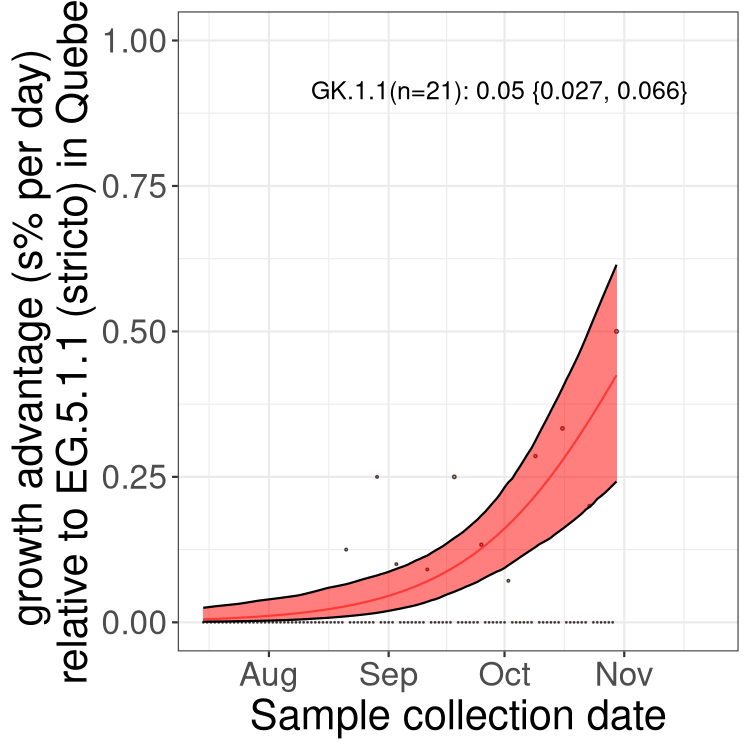 growth advantage (s% per day)
relative to EG.5.1.1 (stricto) in Quebe
1.00
0.75
0.50
0.25
0.00
GK.1.1(n=21): 0.05 {0.027, 0.066}
Aug Sep Oct Nov
Sample collection date